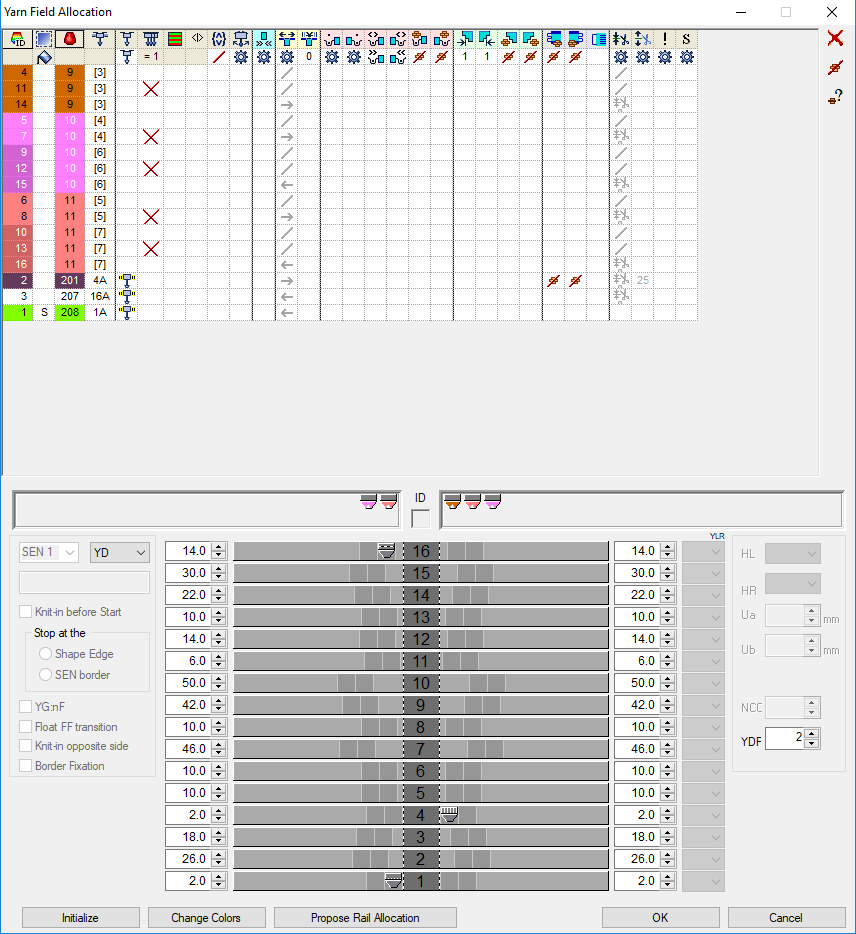 Yarn Field Allocation
ID S
= 1 0 1 1
4 9 [3]
11 9 [3]
14 9 [3]
5 10 [4]
7 10 [4]
9 10 [6]
12 10 [6]
15 10 [6]
6 11 [5]
8 11 [5]
10 11 [7]
13 11 [7]
16 11 [7]
2 201 4A 25
3 207 16A
1 S 208 1A
ID
YLR
SEN 1 YD
Knit-in before Start
Stop at the
Shape Edge
SEN border
YG:nF
Float FF transition
Knit-in opposite side
Border Fixation
14.0 16 14.0
30.0 15 30.0
22.0 14 22.0
10.0 13 10.0
14.0 12 14.0
6.0 11 6.0
50.0 10 50.0
42.0 9 42.0
10.0 8 10.0
46.0 7 46.0
10.0 6 10.0
10.0 5 10.0
2.0 4 2.0
18.0 3 18.0
26.0 2 26.0
2.0 1 2.0
HL
HR
Ua mm
Ub mm
NCC
YDF 2
Initialize Change Colors Propose Rail Allocation OK Cancel